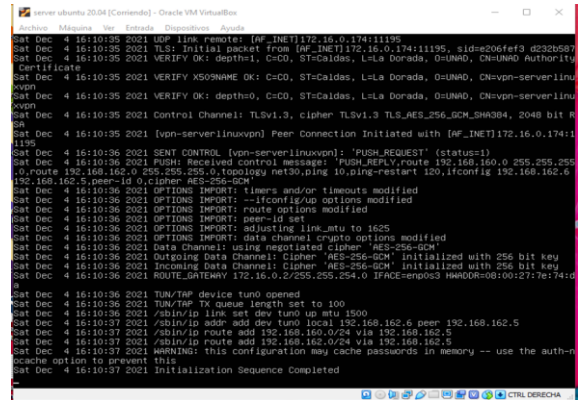 server ubuntu 20.04 [Corriendo] - Oracle VM VirtualBox
Archivo Máquina Ver Entrada Dispositivos Ayuda
Sat Dec  4 16:10:35 2021 UDP link remote: [AF_INET]172.16.0.174:11195
Sat Dec  4 16:10:35 2021 TLS: Initial packet from [AF_INET]172.16.0.174:11195, sid=e206fef3 d232b587
Sat Dec  4 16:10:35 2021 VERIFY OK: depth=1, C=CO, ST=Caldas, L=La Dorada, O=UNAD, CN=UNAD Authority
 Certificate
Sat Dec  4 16:10:35 2021 VERIFY X509NAME OK: C=CO, ST=Caldas, L=La Dorada, O=UNAD, CN=vpn-serverlinu
xvpn
Sat Dec  4 16:10:35 2021 VERIFY OK: depth=0, C=CO, ST=Caldas, L=La Dorada, O=UNAD, CN=vpn-serverlinu
xvpn
Sat Dec  4 16:10:35 2021 Control Channel: TLSv1.3, cipher TLSv1.3 TLS_AES_256_GCM_SHA384, 2048 bit R
SA
Sat Dec  4 16:10:35 2021 [vpn-serverlinuxvpn] Peer Connection Initiated with [AF_INET]172.16.0.174:1
1195
Sat Dec  4 16:10:36 2021 SENT CONTROL [vpn-serverlinuxvpn]: 'PUSH_REQUEST' (status=1)
Sat Dec  4 16:10:36 2021 PUSH: Received control message: 'PUSH_REPLY,route 192.168.160.0 255.255.255
.0,route 192.168.162.0 255.255.255.0,topology net30,ping 10,ping-restart 120,ifconfig 192.168.162.6
192.168.162.5,peer-id 0,cipher AES-256-GCM'
Sat Dec  4 16:10:36 2021 OPTIONS IMPORT: timers and/or timeouts modified
Sat Dec  4 16:10:36 2021 OPTIONS IMPORT: --ifconfig/up options modified
Sat Dec  4 16:10:36 2021 OPTIONS IMPORT: route options modified
Sat Dec  4 16:10:36 2021 OPTIONS IMPORT: peer-id set
Sat Dec  4 16:10:36 2021 OPTIONS IMPORT: adjusting link_mtu to 1625
Sat Dec  4 16:10:36 2021 OPTIONS IMPORT: data channel crypto options modified
Sat Dec  4 16:10:36 2021 Data Channel: using negotiated cipher 'AES-256-GCM'
Sat Dec  4 16:10:36 2021 Outgoing Data Channel: Cipher 'AES-256-GCM' initialized with 256 bit key
Sat Dec  4 16:10:36 2021 Incoming Data Channel: Cipher 'AES-256-GCM' initialized with 256 bit key
Sat Dec  4 16:10:36 2021 ROUTE_GATEWAY 172.16.0.2/255.255.254.0 IFACE=enp0s3 HWADDR=08:00:27:7e:74:d
a
Sat Dec  4 16:10:36 2021 TUN/TAP device tun0 opened
Sat Dec  4 16:10:36 2021 TUN/TAP TX queue length set to 100
Sat Dec  4 16:10:36 2021 /sbin/ip link set dev tun0 up mtu 1500
Sat Dec  4 16:10:37 2021 /sbin/ip addr add dev tun0 local 192.168.162.6 peer 192.168.162.5
Sat Dec  4 16:10:37 2021 /sbin/ip route add 192.168.160.0/24 via 192.168.162.5
Sat Dec  4 16:10:37 2021 /sbin/ip route add 192.168.162.0/24 via 192.168.162.5
Sat Dec  4 16:10:37 2021 WARNING: this configuration may cache passwords in memory -- use the auth-n
ocache option to prevent this
Sat Dec  4 16:10:37 2021 Initialization Sequence Completed
CTRL DERECHA